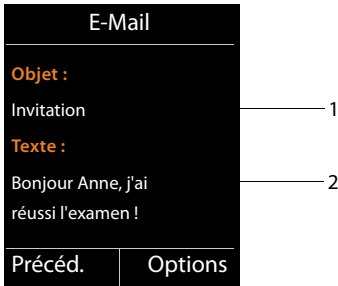 E-Mail
Objet :
Invitation
1
Texte :
Bonjour Anne, j'ai
2
réussi l'examen !
Précéd. Options